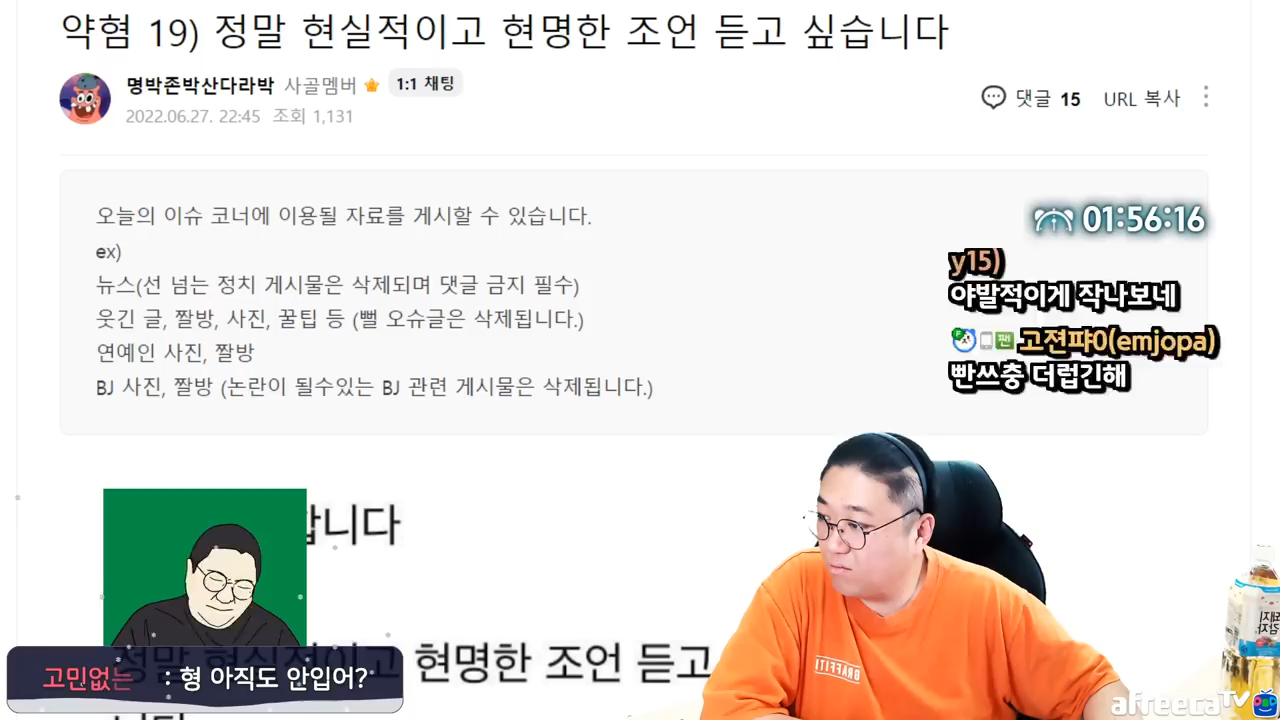 약혐 19) 정말 현실적이고 현명한 조언 듣고 싶습니다
명박존박산다라박 사골멤버 1:1 채팅
2022.06.27. 22:45 조회 1,131
댓글 15 URL 복사
오늘의 이슈 코너에 이용될 자료를 게시할 수 있습니다.
ex)
뉴스(선 넘는 정치 게시물은 삭제되며 댓글 금지 필수)
웃긴 글, 짤방, 사진, 꿀팁 등 (뻘 오슈글은 삭제됩니다.)
연예인 사진, 짤방
BJ 사진, 짤방 (논란이 될수있는 BJ 관련 게시물은 삭제됩니다.)
01:56:16
y15)
야발적이게 작나보네
팬 고젼퍄0(emjopa)
빤쓰충 더럽긴해
합니다
정말 현실적이고 현명한 조언 듣고
고민없는 : 형 아직도 안입어?
GRAFFITI
afreecaTV